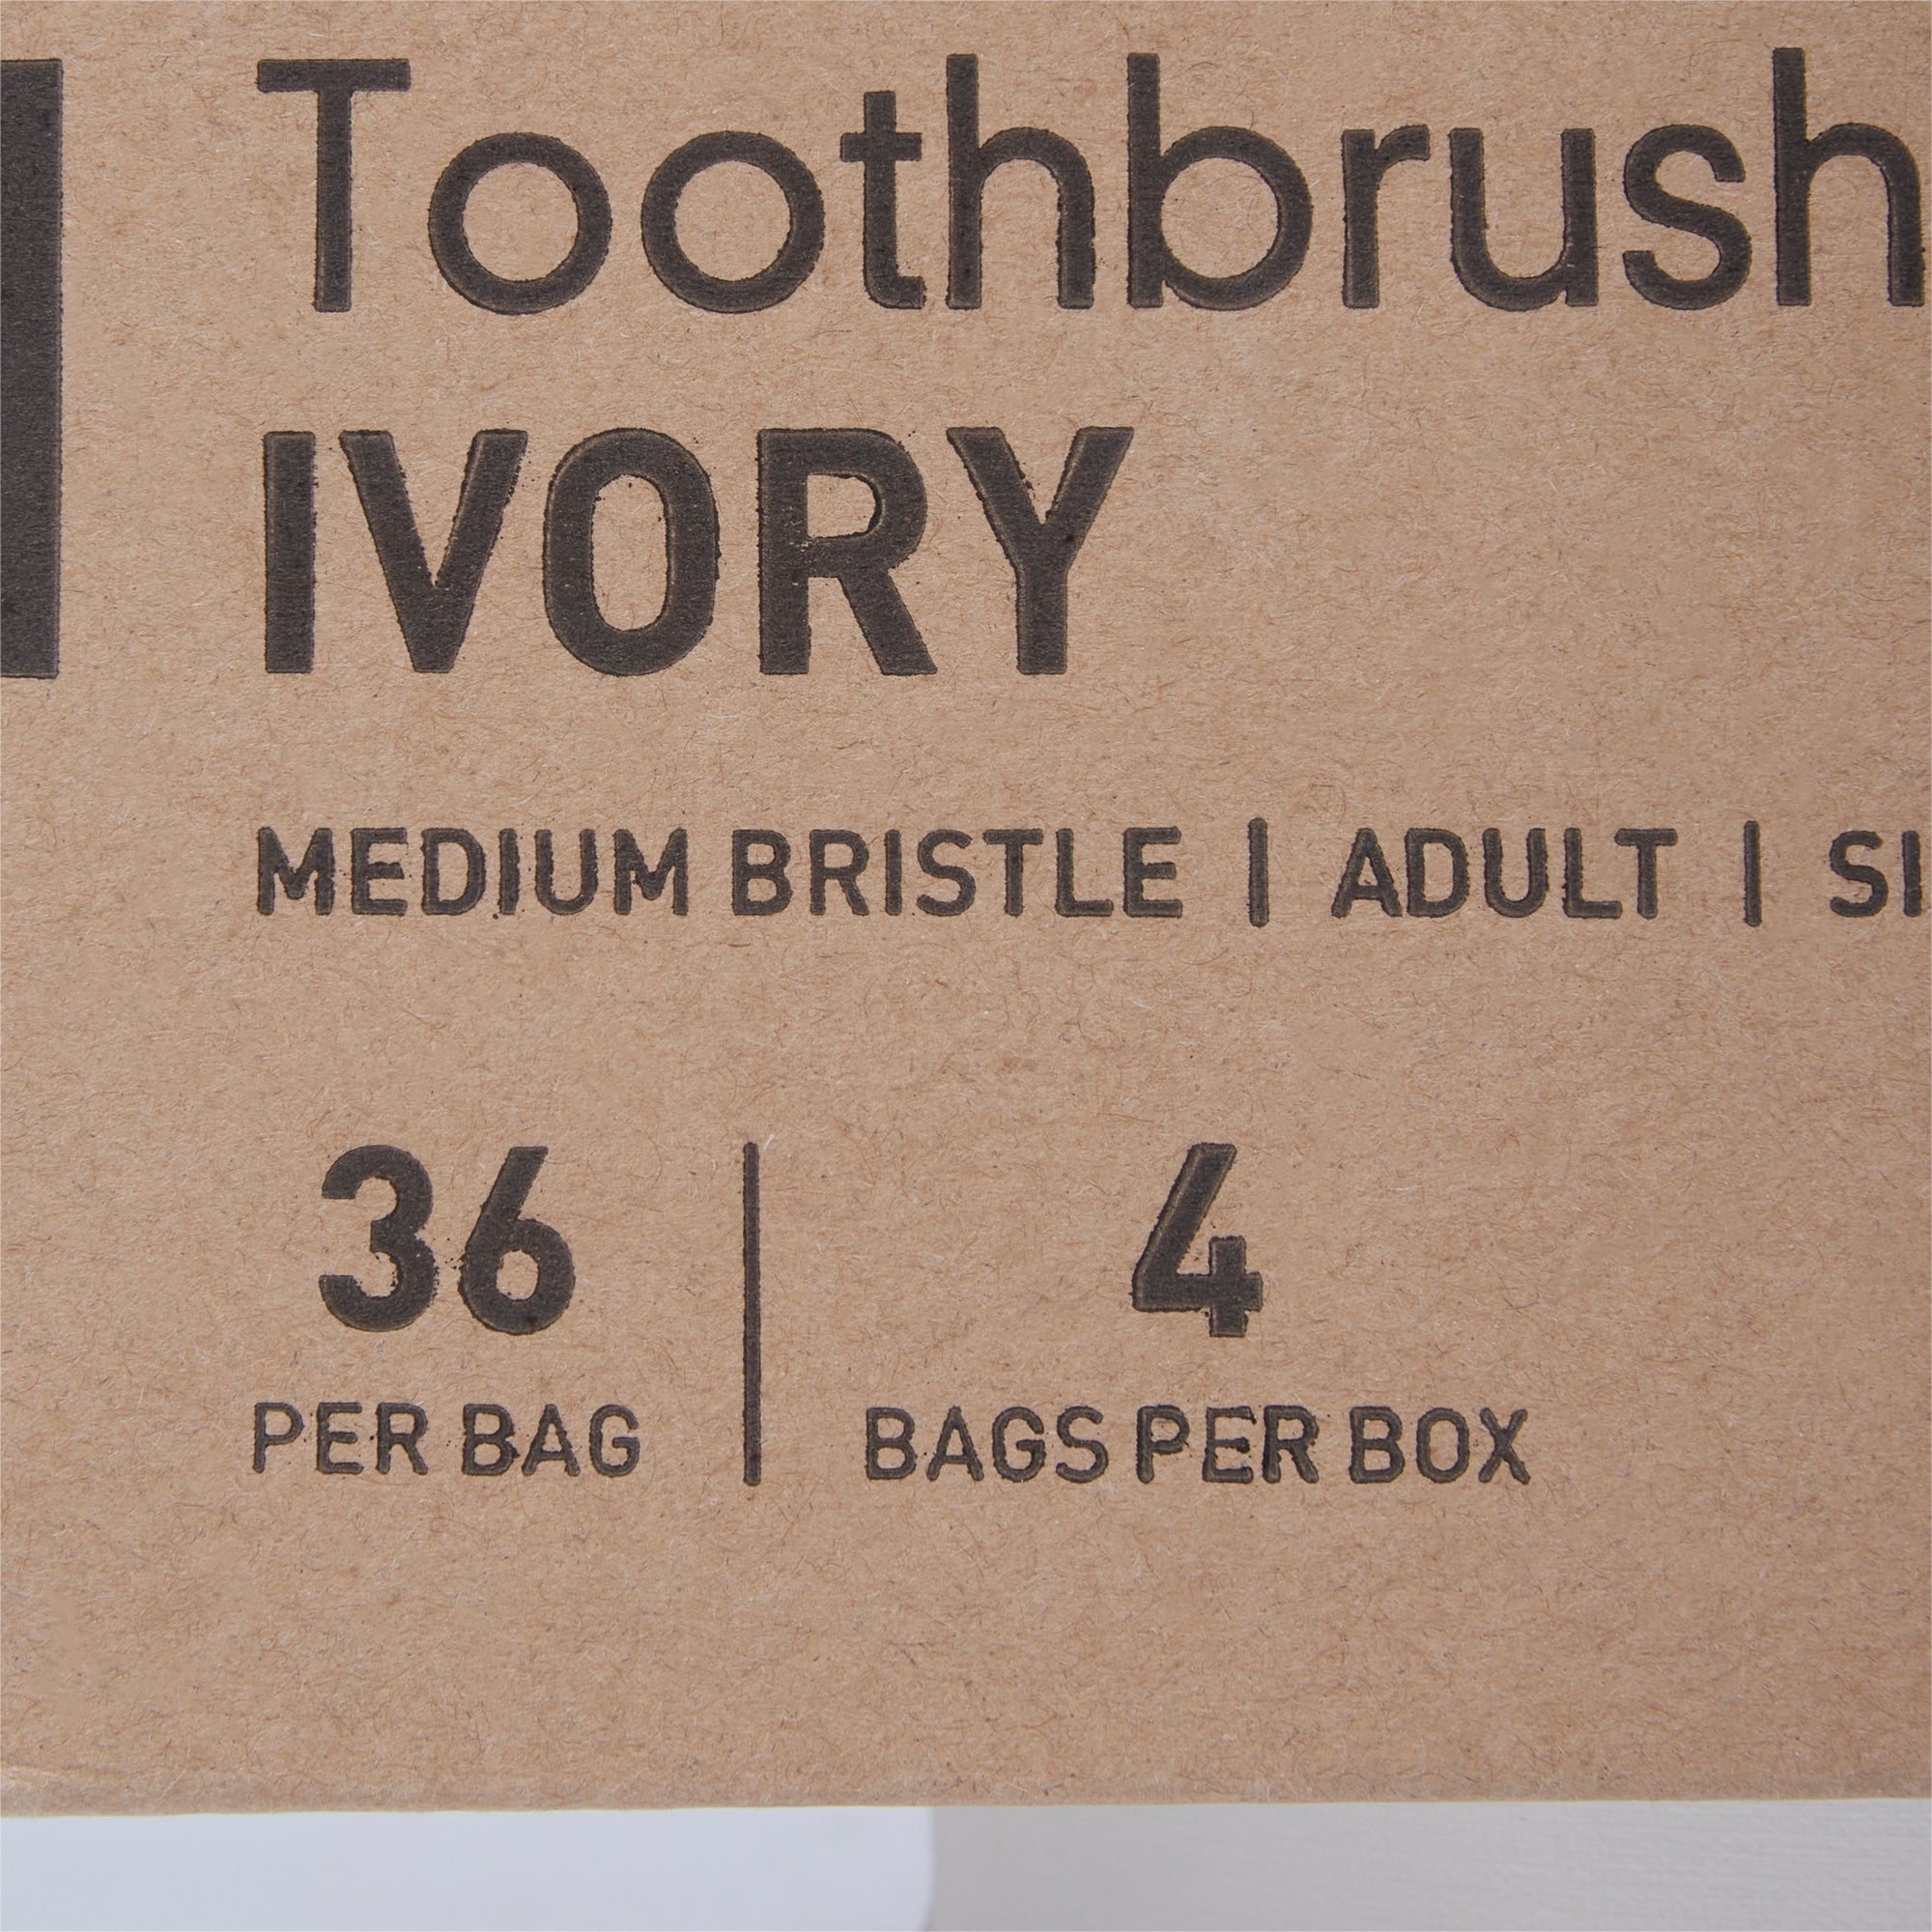 Toothbrush
IVORY
MEDIUM BRISTLE | ADULT |
36
PER BAG
4
BAGS PER BOX